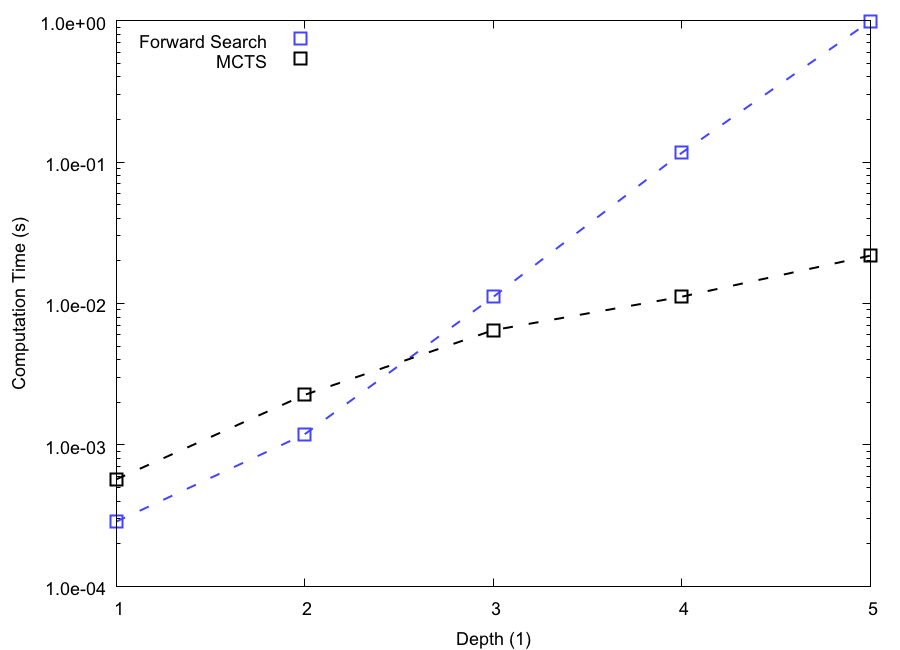 1.0e+00
Forward Search
MCTS
1.0e-01
Computation Time (s)
1.0e-02
1.0e-03
1.0e-04
1 2 3 4 5
Depth (1)